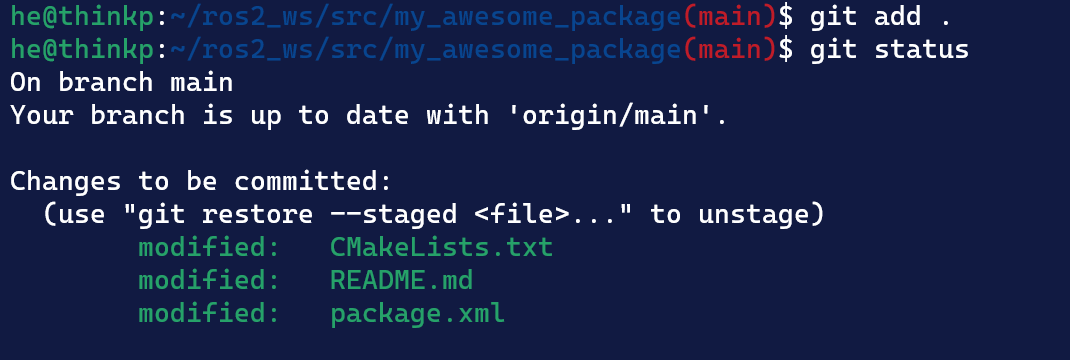 he@thinkp:~/ros2_ws/src/my_awesome_package(main)$ git add .
he@thinkp:~/ros2_ws/src/my_awesome_package(main)$ git status
On branch main
Your branch is up to date with 'origin/main'.

Changes to be committed:
  (use "git restore --staged <file>..." to unstage)
        modified:   CMakeLists.txt
        modified:   README.md
        modified:   package.xml